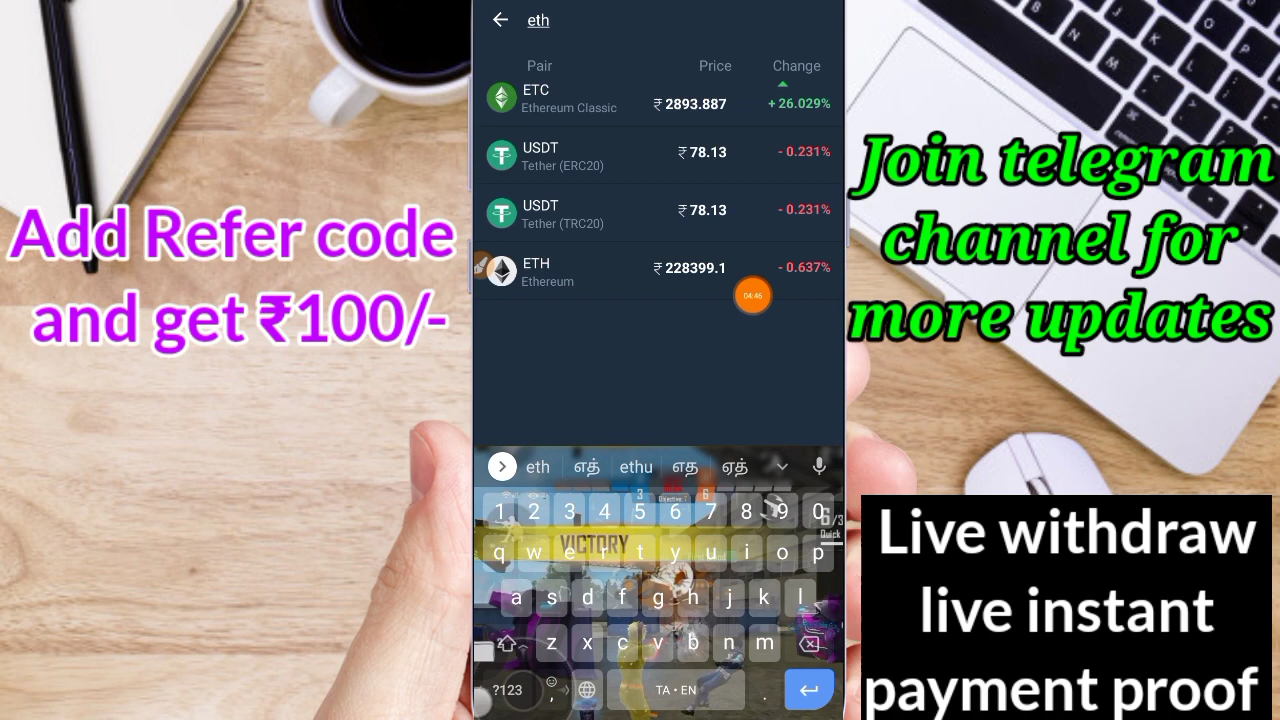 Add Refer code
and get ₹100/-
eth
Pair Price Change
ETC
Ethereum Classic
₹ 2893.887
+ 26.029%
USDT
Tether (ERC20)
₹ 78.13
- 0.231%
USDT
Tether (TRC20)
₹ 78.13
- 0.231%
ETH
Ethereum
₹ 228399.1
- 0.637%
04:46
eth எத் ethu எத ஏத்
1 2 3 4 5 6 7 8 9 0
VICTORY
q w e r t y u i o p
a s d f g h j k l
z x c v b n m
?123 , TA • EN .
Quick
Join telegram
channel for
more updates
Live withdraw
live instant
payment proof